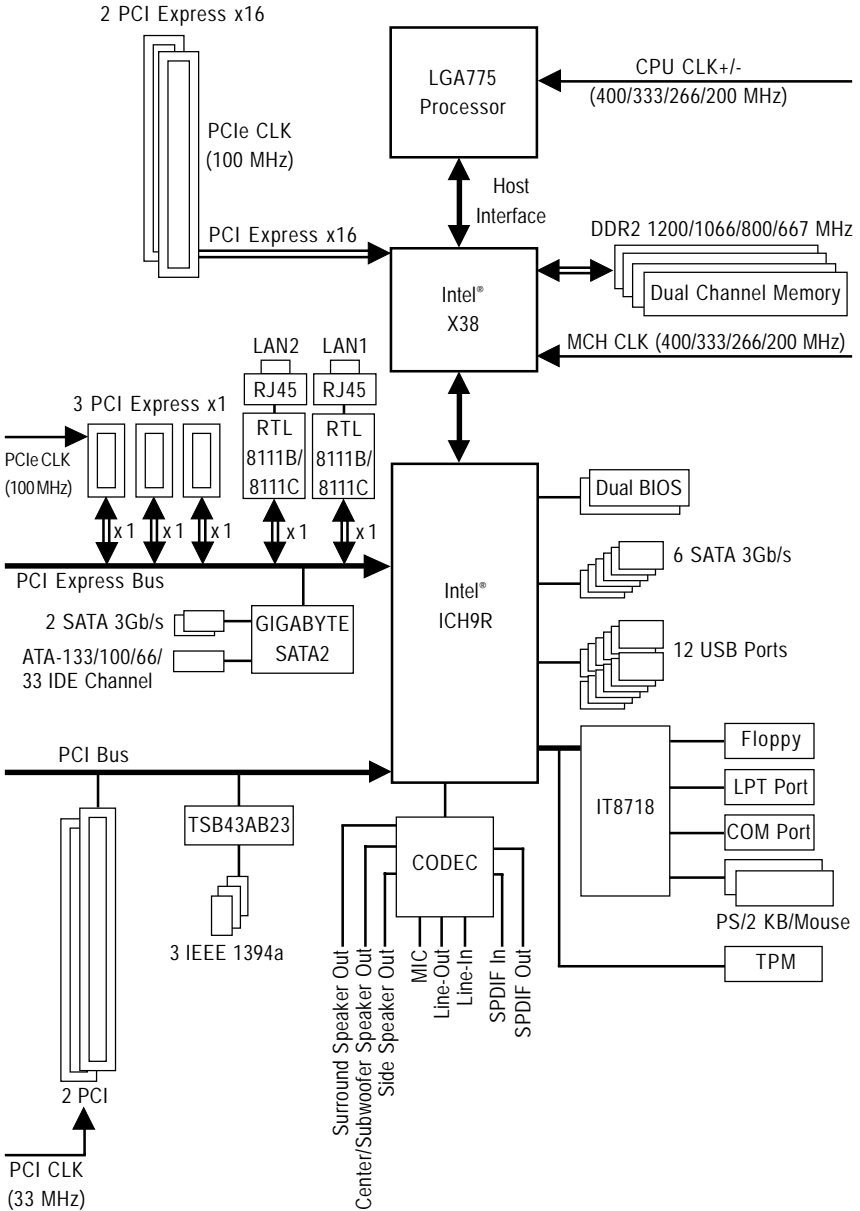 2 PCI Express x16
LGA775
Processor
CPU CLK+/-
(400/333/266/200 MHz)
PCIe CLK
(100 MHz)
Host
Interface
PCI Express x16
DDR2 1200/1066/800/667 MHz
Dual Channel Memory
Intel®
X38
MCH CLK (400/333/266/200 MHz)
LAN2
LAN1
RJ45
RJ45
3 PCI Express x1
RTL
8111B/
8111C
RTL
8111B/
8111C
PCIe CLK
(100 MHz)
x1
x1
x1
x1
x1
PCI Express Bus
Dual BIOS
6 SATA 3Gb/s
Intel®
ICH9R
2 SATA 3Gb/s
GIGABYTE
SATA2
ATA-133/100/66/
33 IDE Channel
12 USB Ports
PCI Bus
Floppy
LPT Port
IT8718
COM Port
PS/2 KB/Mouse
TPM
TSB43AB23
3 IEEE 1394a
CODEC
Surround Speaker Out
Center/Subwoofer Speaker Out
Side Speaker Out
MIC
Line-Out
Line-In
SPDIF In
SPDIF Out
2 PCI
PCI CLK
(33 MHz)